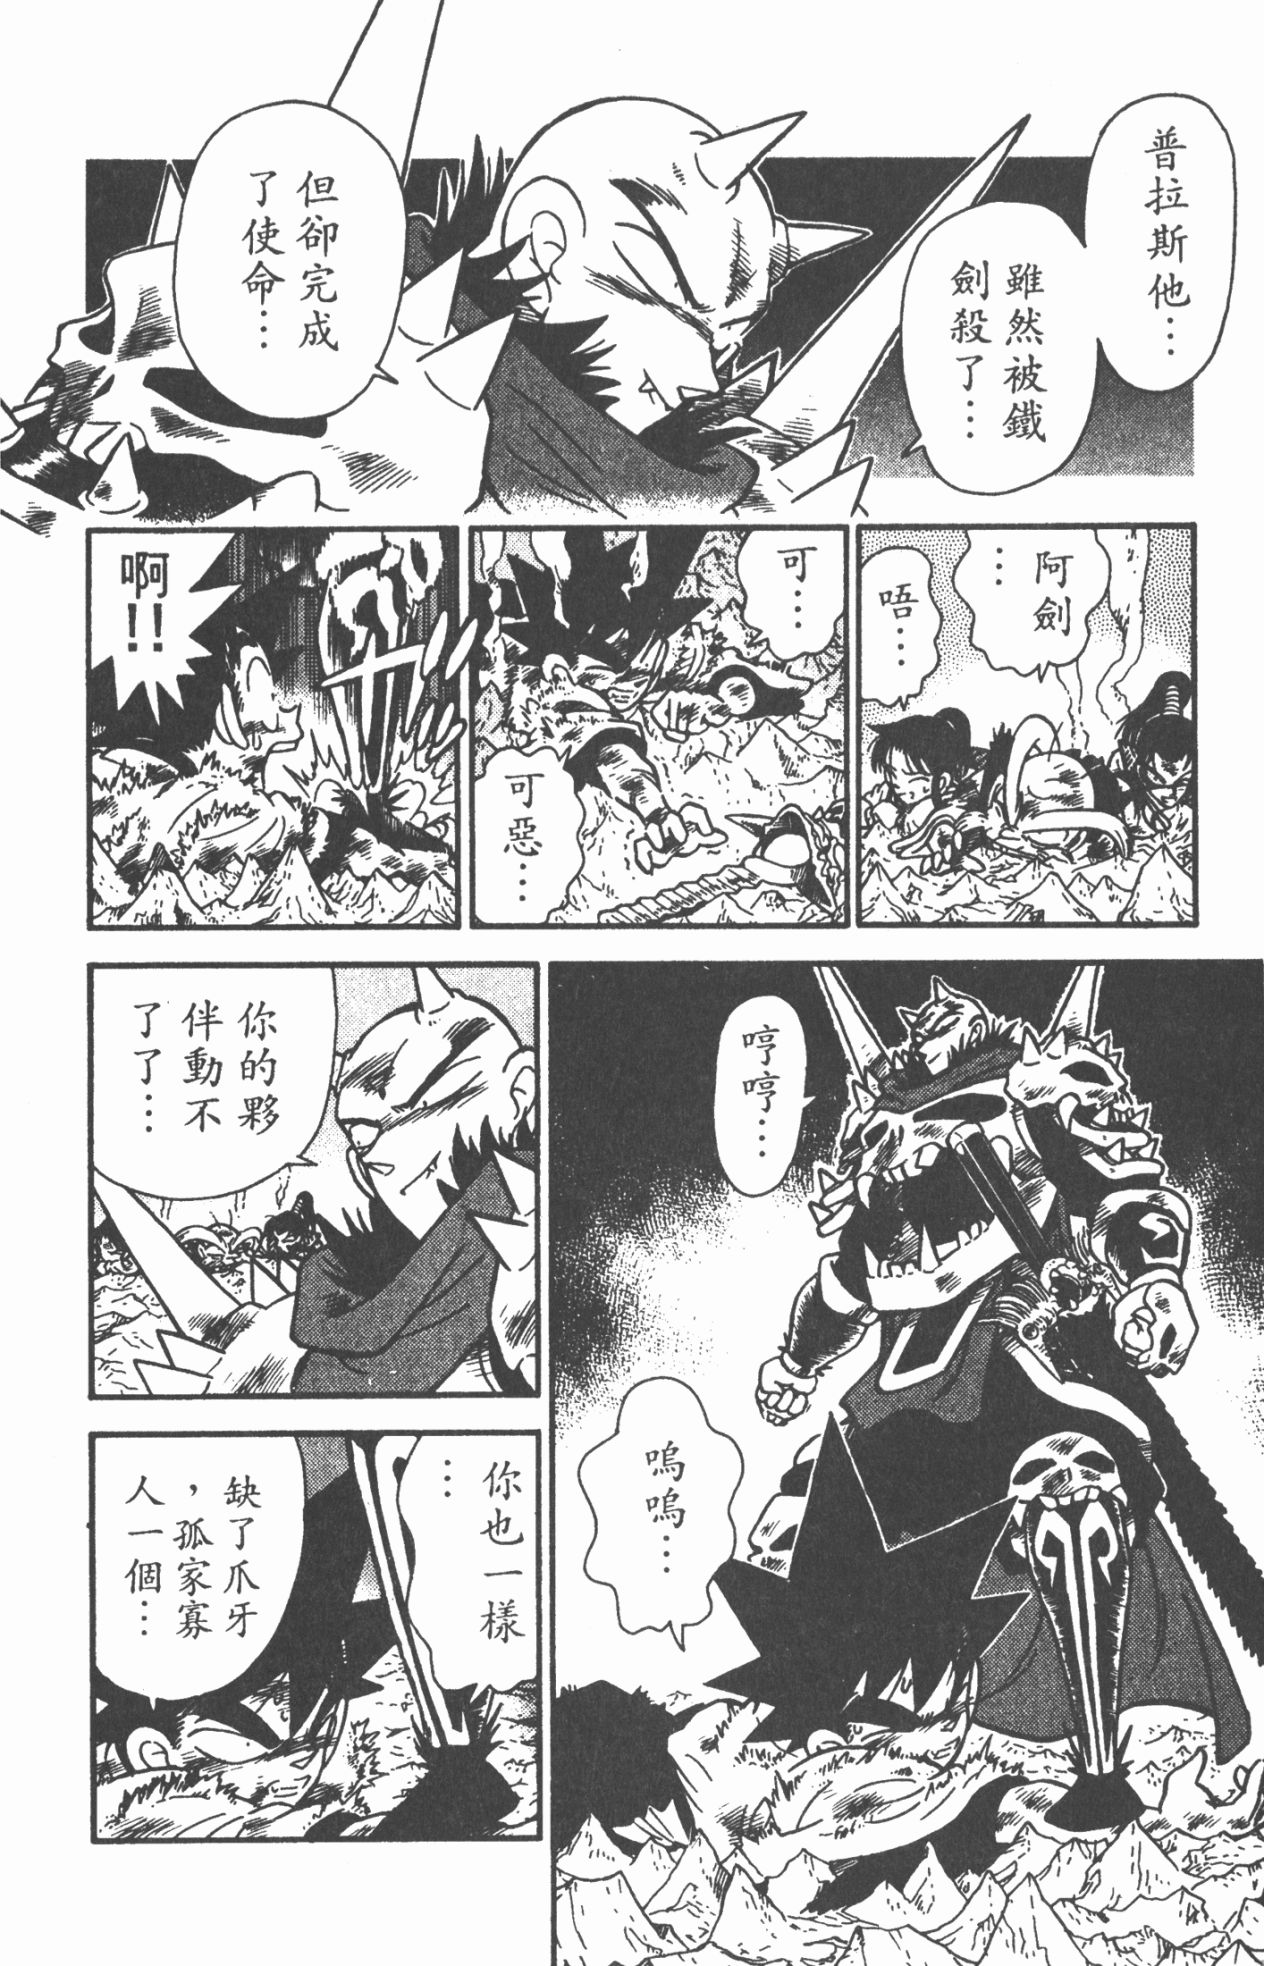 普拉斯他…
雖然被鐵
劍殺了…
但卻完成
了使命…
阿劍
…
唔…
可…
可惡…
啊!!
哼哼…
嗚嗚…
你的夥
伴動不
了了…
你也一樣
…
缺了爪牙
，孤家寡
人一個…